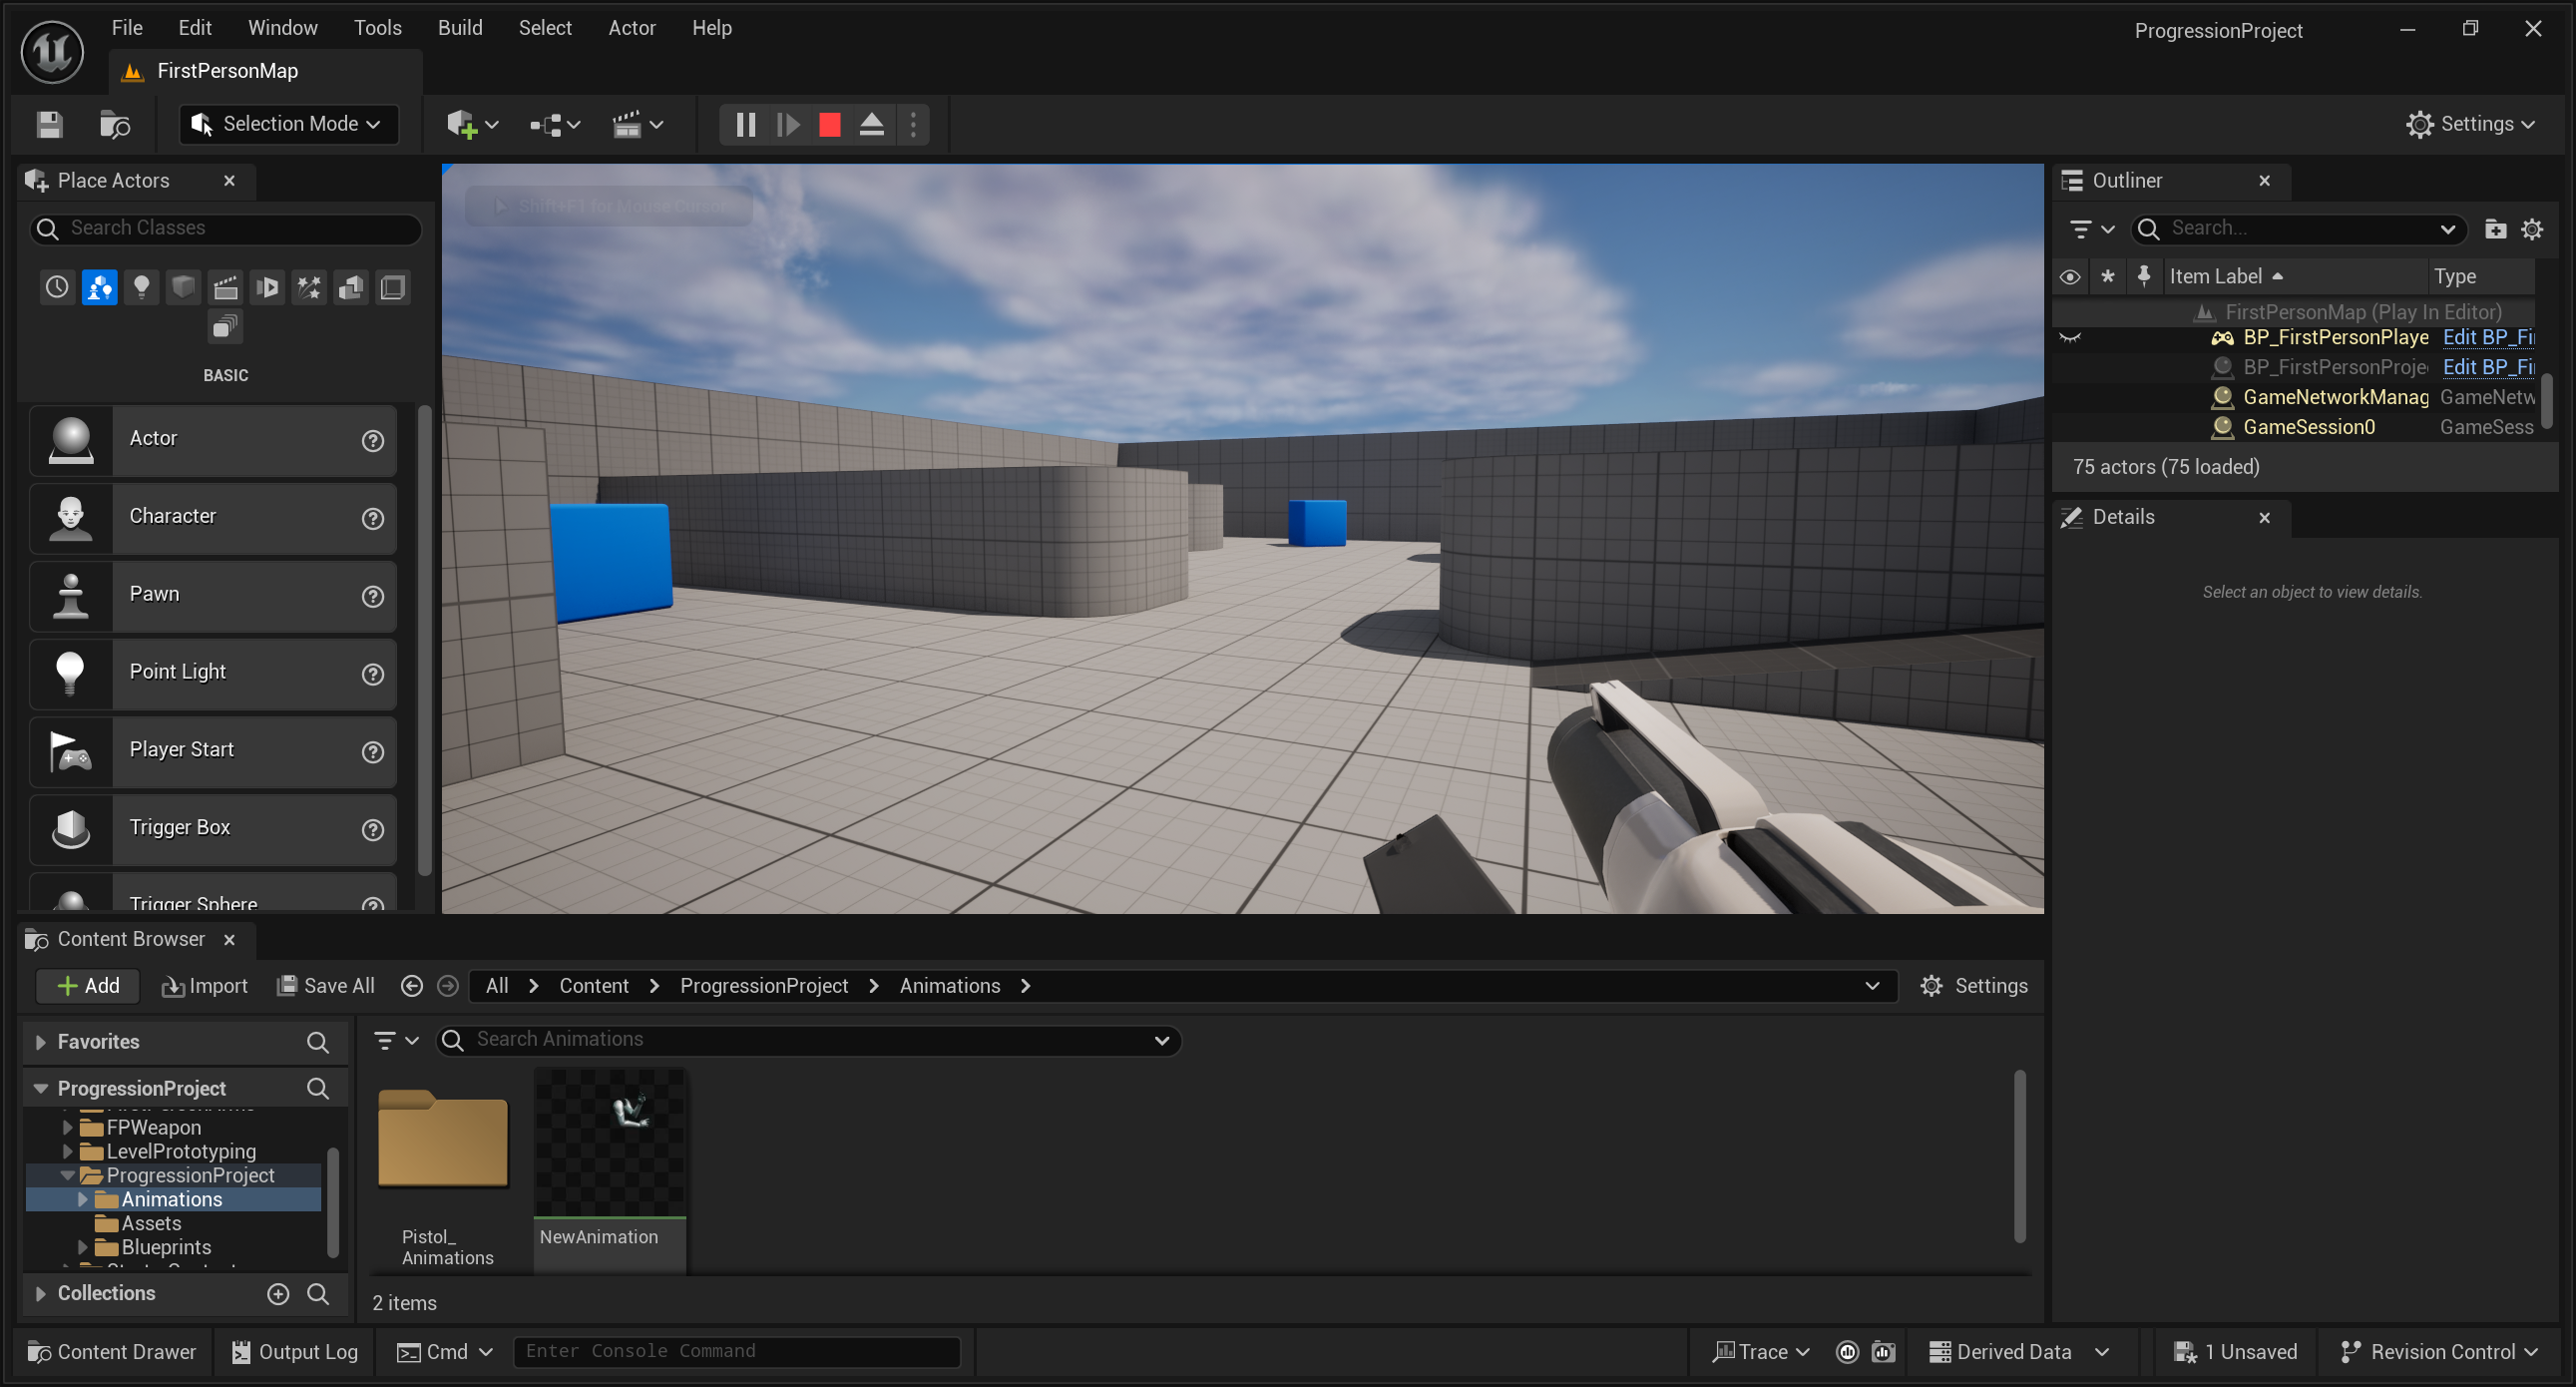 File Edit Window Tools Build Select Actor Help
ProgressionProject
FirstPersonMap
Selection Mode
Settings
Place Actors
Search Classes
BASIC
Actor
Character
Pawn
Point Light
Player Start
Trigger Box
Trigger Sphere
Shift+F1 for Mouse Cursor
Outliner
Search...
Item Label Type
FirstPersonMap (Play In Editor)
BP_FirstPersonPlaye Edit BP_Fi
BP_FirstPersonProje Edit BP_Fi
GameNetworkManag GameNetw
GameSession0 GameSess
75 actors (75 loaded)
Details
Select an object to view details.
Content Browser
Add Import Save All All Content ProgressionProject Animations Settings
Favorites
ProgressionProject
FPWeapon
LevelPrototyping
ProgressionProject
Animations
Assets
Blueprints
Collections
Search Animations
Pistol_
Animations
NewAnimation
2 items
Content Drawer Output Log Cmd Enter Console Command Trace Derived Data 1 Unsaved Revision Control